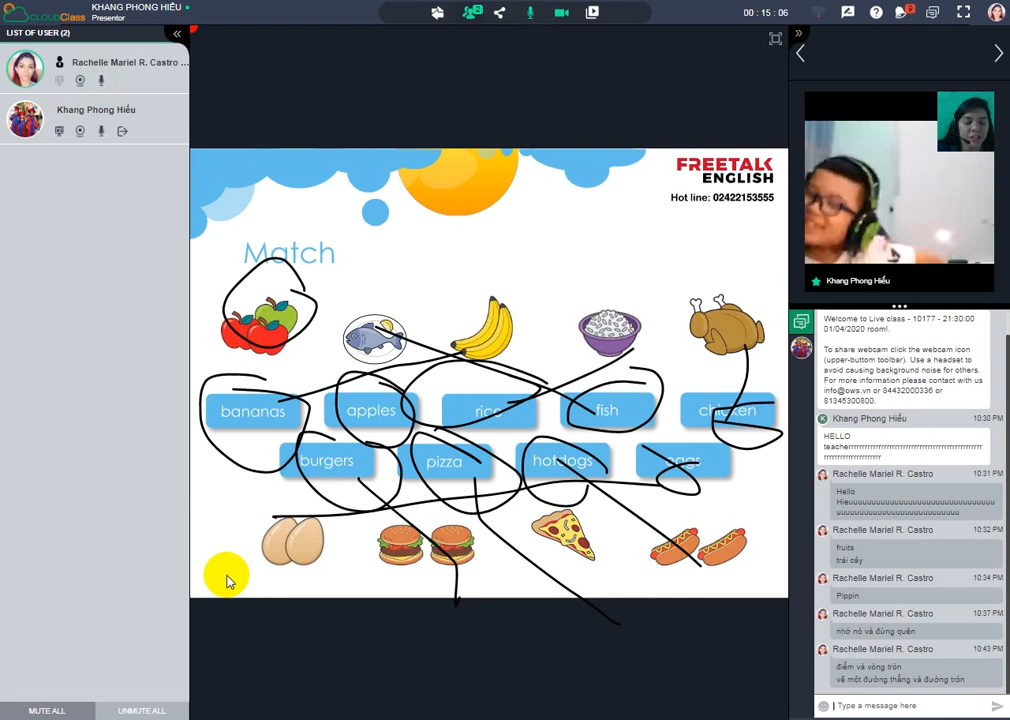 CLOUDCLASS
KHANG PHONG HIẾU
Presentor
2
00 : 15 : 06
9
LIST OF USER (2)
Rachelle Mariel R. Castro ...
Khang Phong Hiếu
MUTE ALL
UNMUTE ALL
FREETALK
ENGLISH
Hot line: 02422153555
Match
bananas
apples
rice
fish
chicken
burgers
pizza
hotdogs
eggs
Khang Phong Hiếu
Welcome to Live class - 10177 - 21:30:00
01/04/2020 room!.
To share webcam click the webcam icon
(upper-buttom toolbar). Use a headset to
avoid causing background noise for others.
For more information please contact with us
info@ows.vn or 84432000336 or
81345300800.
K
Khang Phong Hiếu
10:30 PM
HELLO
Rachelle Mariel R. Castro
10:31 PM
Hello
Rachelle Mariel R. Castro
10:32 PM
fruits
trái cây
Rachelle Mariel R. Castro
10:34 PM
Pippin
Rachelle Mariel R. Castro
10:37 PM
nhớ nó và đừng quên
Rachelle Mariel R. Castro
10:43 PM
điểm và vòng tròn
vẽ một đường thẳng và đường tròn
Type a message here